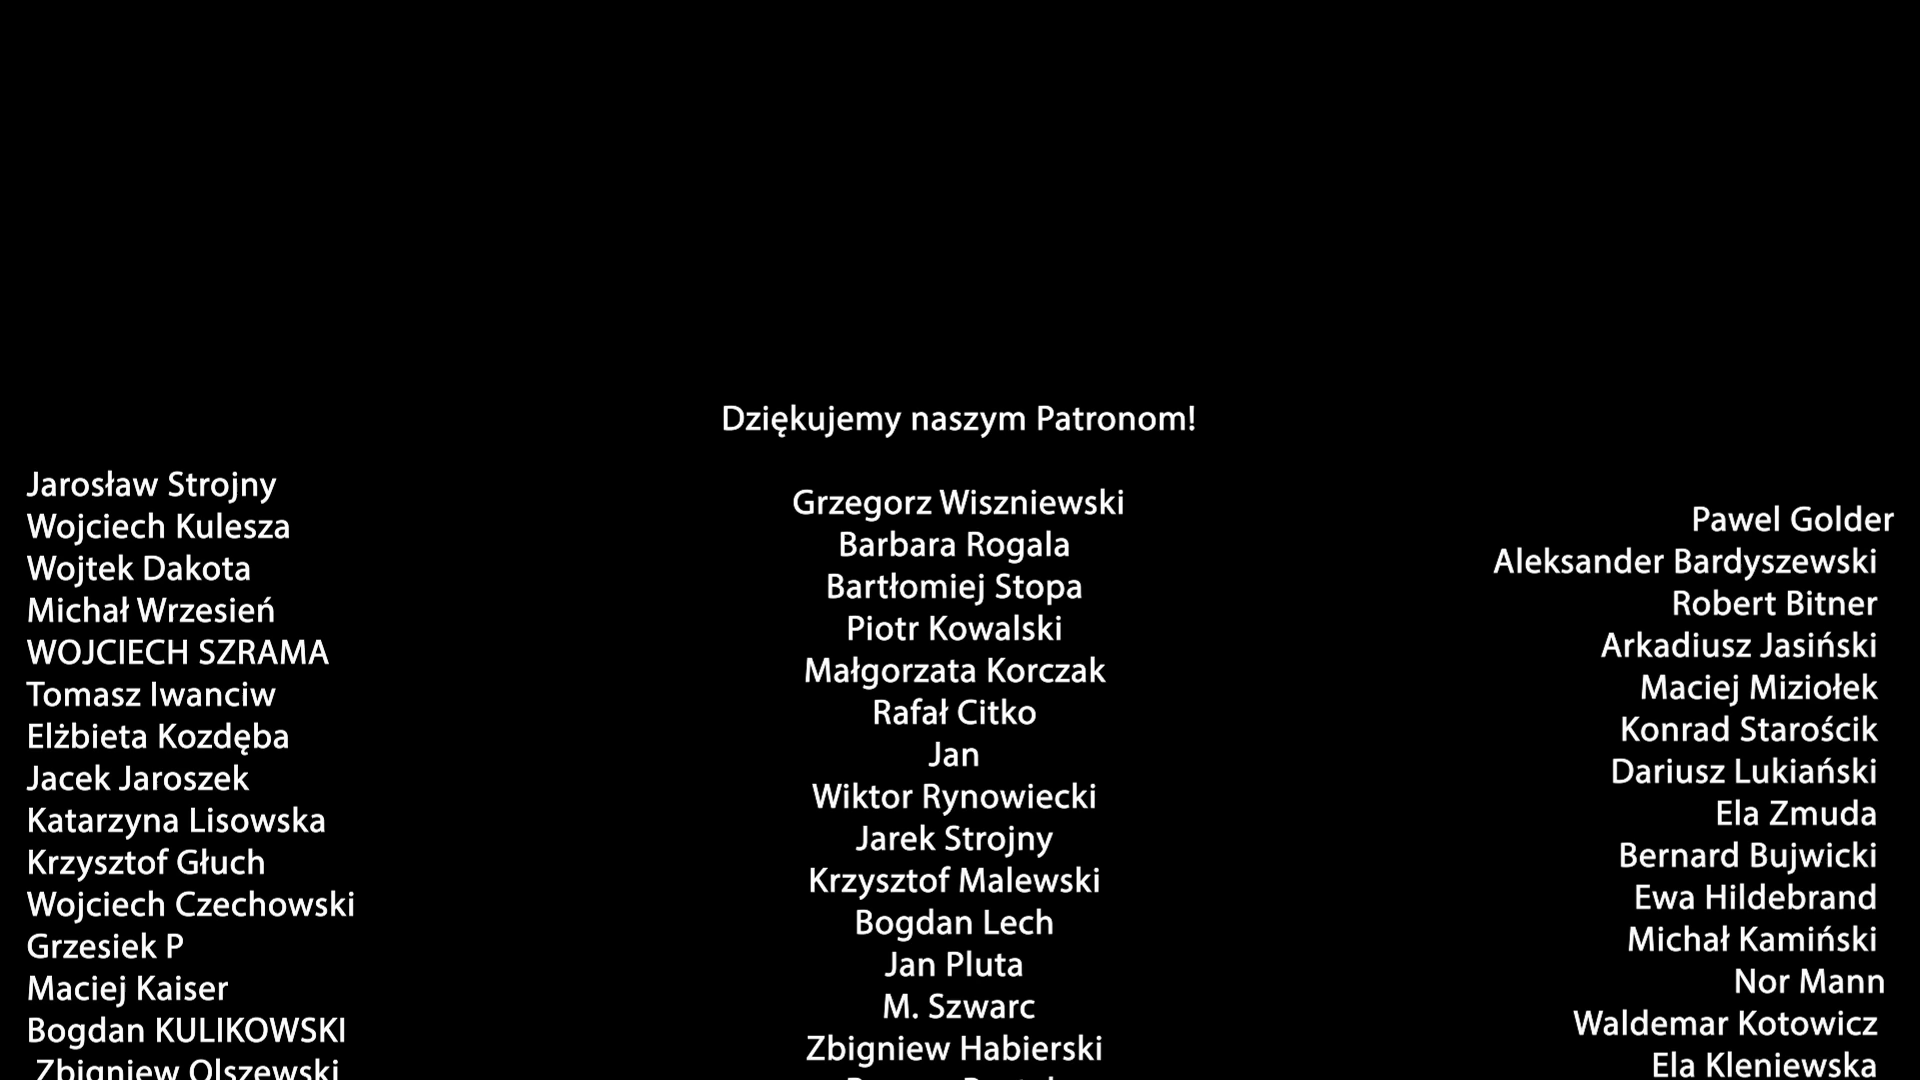 Dziękujemy naszym Patronom!
Jarosław Strojny
Wojciech Kulesza
Wojtek Dakota
Michał Wrzesień
WOJCIECH SZRAMA
Tomasz Iwanciw
Elżbieta Kozdęba
Jacek Jaroszek
Katarzyna Lisowska
Krzysztof Głuch
Wojciech Czechowski
Grzesiek P
Maciej Kaiser
Bogdan KULIKOWSKI
Zbigniew Olszewski
Grzegorz Wiszniewski
Barbara Rogala
Bartłomiej Stopa
Piotr Kowalski
Małgorzata Korczak
Rafał Citko
Jan
Wiktor Rynowiecki
Jarek Strojny
Krzysztof Malewski
Bogdan Lech
Jan Pluta
M. Szwarc
Zbigniew Habierski
Pawel Golder
Aleksander Bardyszewski
Robert Bitner
Arkadiusz Jasiński
Maciej Miziołek
Konrad Starościk
Dariusz Lukiański
Ela Zmuda
Bernard Bujwicki
Ewa Hildebrand
Michał Kamiński
Nor Mann
Waldemar Kotowicz
Ela Kleniewska